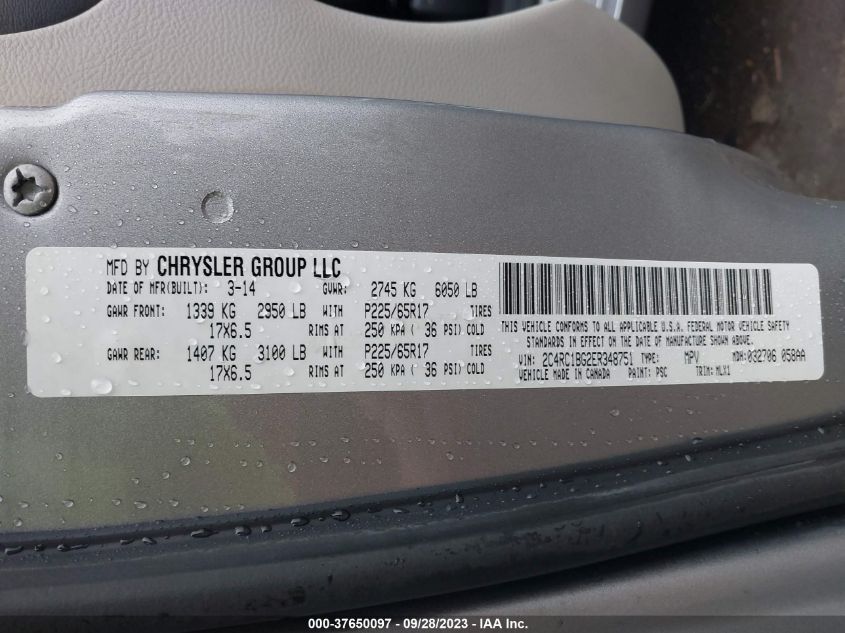 MFD BY CHRYSLER GROUP LLC
DATE OF MFR(BUILT): 3-14 GVWR: 2745 KG 6050 LB
GAWR FRONT: 1339 KG 2950 LB WITH P225/65R17 TIRES
17X6.5 RIMS AT 250 KPA ( 36 PSI) COLD
GAWR REAR: 1407 KG 3100 LB WITH P225/65R17 TIRES
17X6.5 RIMS AT 250 KPA ( 36 PSI) COLD
THIS VEHICLE CONFORMS TO ALL APPLICABLE U.S.A. FEDERAL MOTOR VEHICLE SAFETY
STANDARDS IN EFFECT ON THE DATE OF MANUFACTURE SHOWN ABOVE.
VIN: 2C4RC1BG2ER348751 TYPE: MPV MDH: 032706 058AA
VEHICLE MADE IN CANADA PAINT: PSC TRIM: MLX1
000-37650097 - 09/28/2023 - IAA Inc.